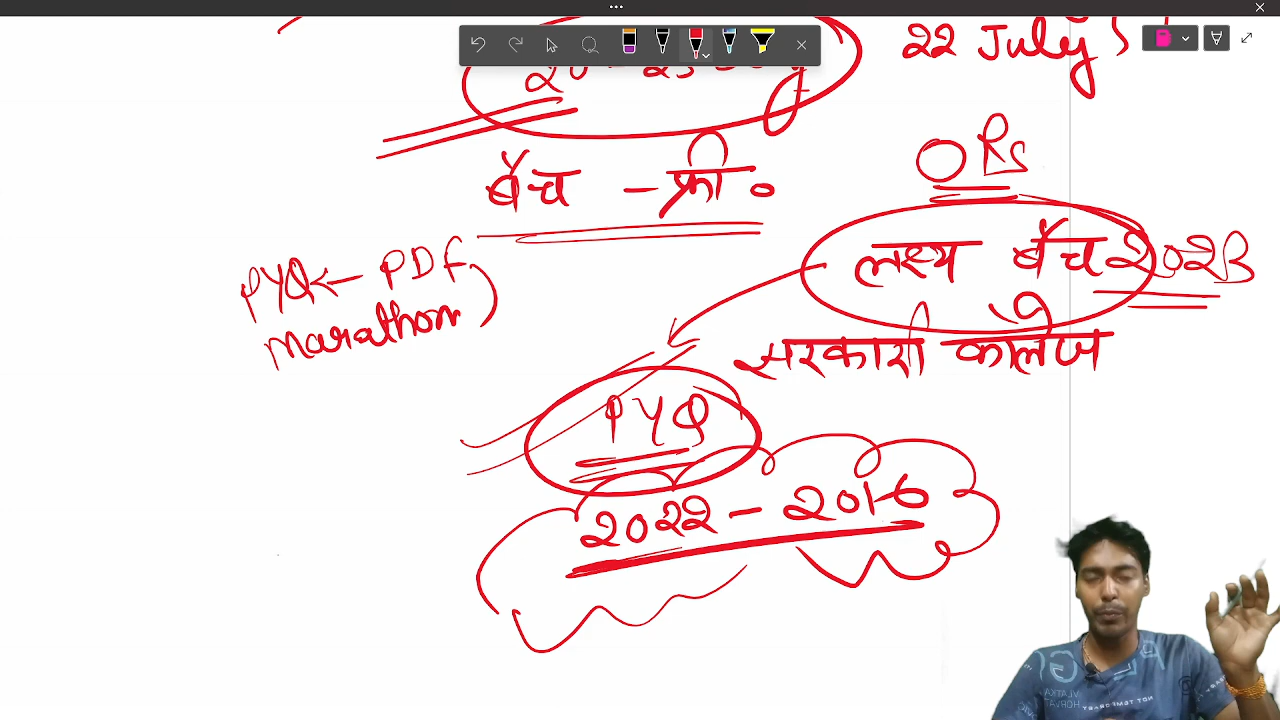 22 July
बैच - फ्री
0 Rs
लक्ष्य बैच 2023
सरकारी कॉलेज
PYQ ← PDF
marathon
PYQ
2022 - 2016